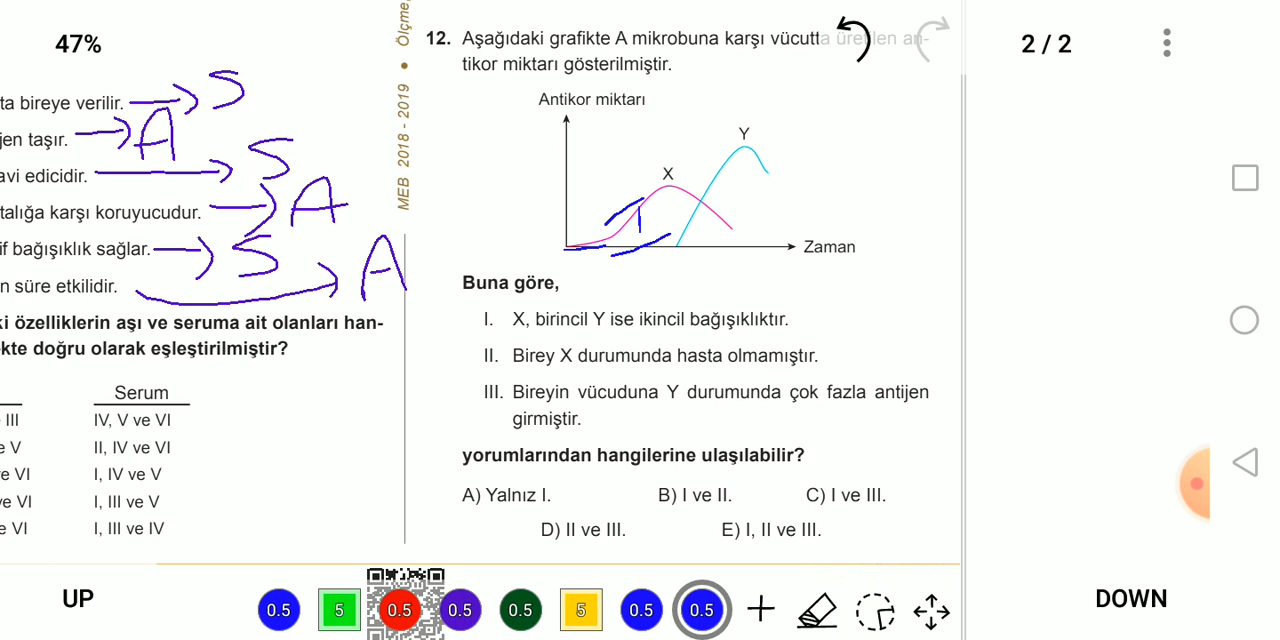 47%
2 / 2
ta bireye verilir. S
jen taşır. A
avi edicidir. S
talığa karşı koruyucudur. A
if bağışıklık sağlar. S
n süre etkilidir. A
ki özelliklerin aşı ve seruma ait olanları han-
kte doğru olarak eşleştirilmiştir?
Serum
III IV, V ve VI
e V II, IV ve VI
e VI I, IV ve V
ve VI I, III ve V
e VI I, III ve IV
MEB 2018 - 2019 • Ölçme,
12. Aşağıdaki grafikte A mikrobuna karşı vücutta üretilen an-
tikor miktarı gösterilmiştir.
Antikor miktarı
Y
X
Zaman
Buna göre,
I. X, birincil Y ise ikincil bağışıklıktır.
II. Birey X durumunda hasta olmamıştır.
III. Bireyin vücuduna Y durumunda çok fazla antijen
girmiştir.
yorumlarından hangilerine ulaşılabilir?
A) Yalnız I. B) I ve II. C) I ve III.
D) II ve III. E) I, II ve III.
UP
0.5 5 0.5 0.5 0.5 5 0.5 0.5
DOWN